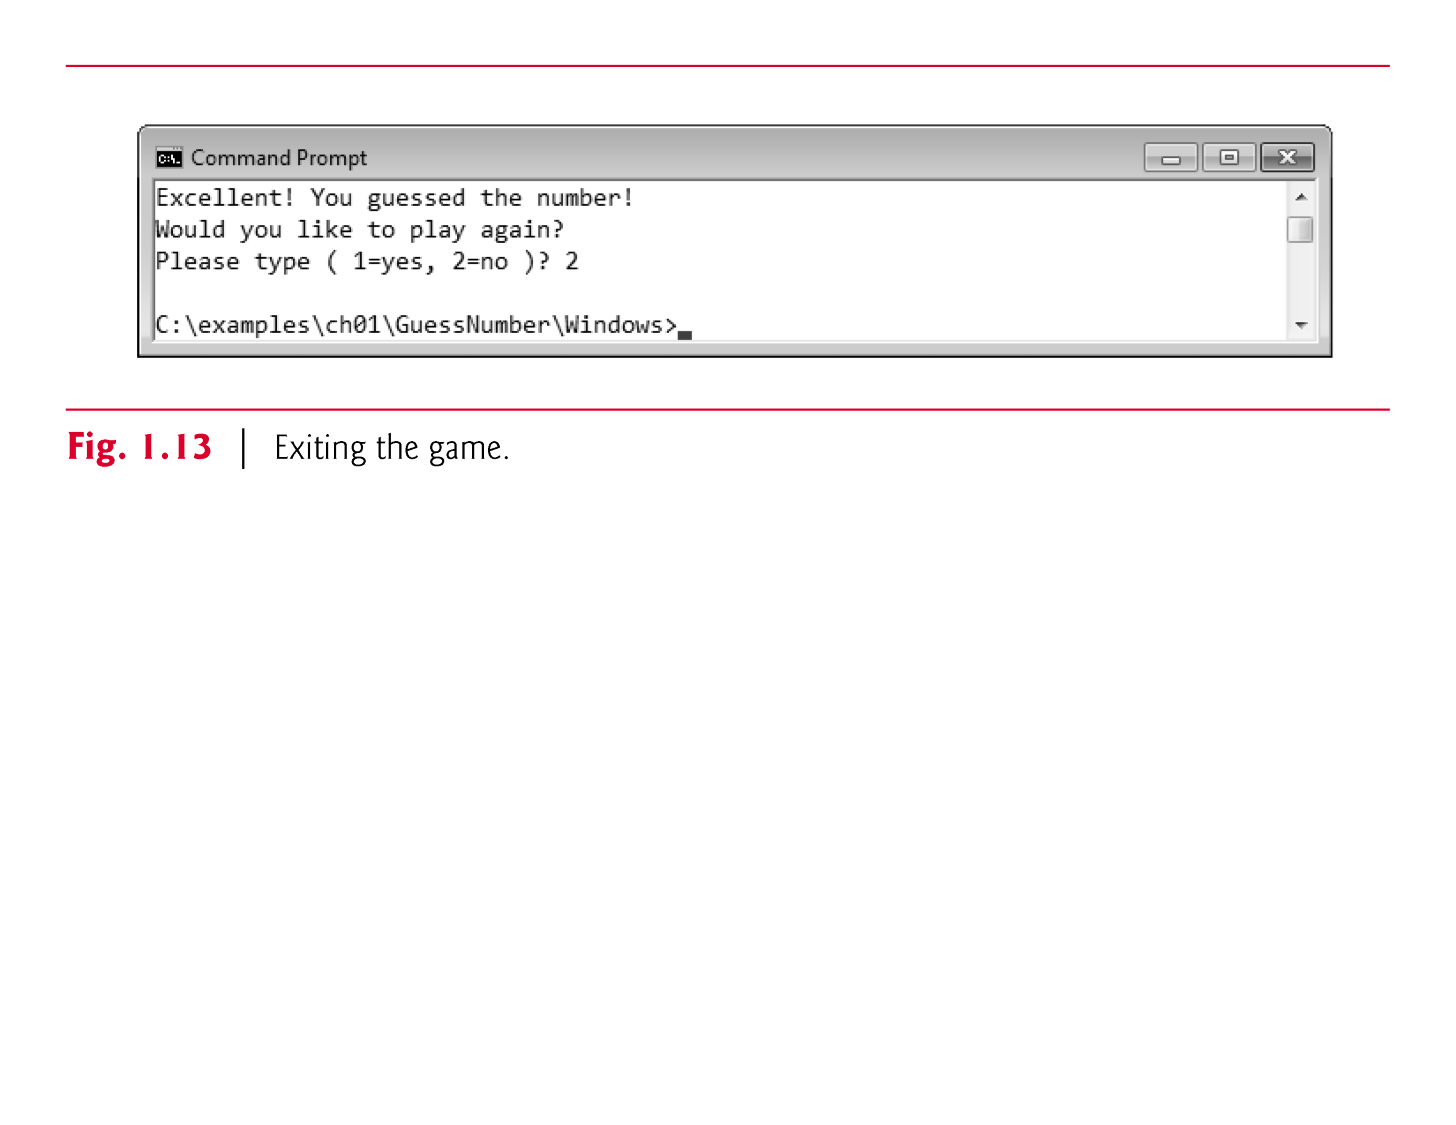 Command Prompt
Excellent! You guessed the number!
Would you like to play again?
Please type ( 1=yes, 2=no )? 2
C:\examples\ch01\GuessNumber\Windows>
Fig. 1.13 | Exiting the game.